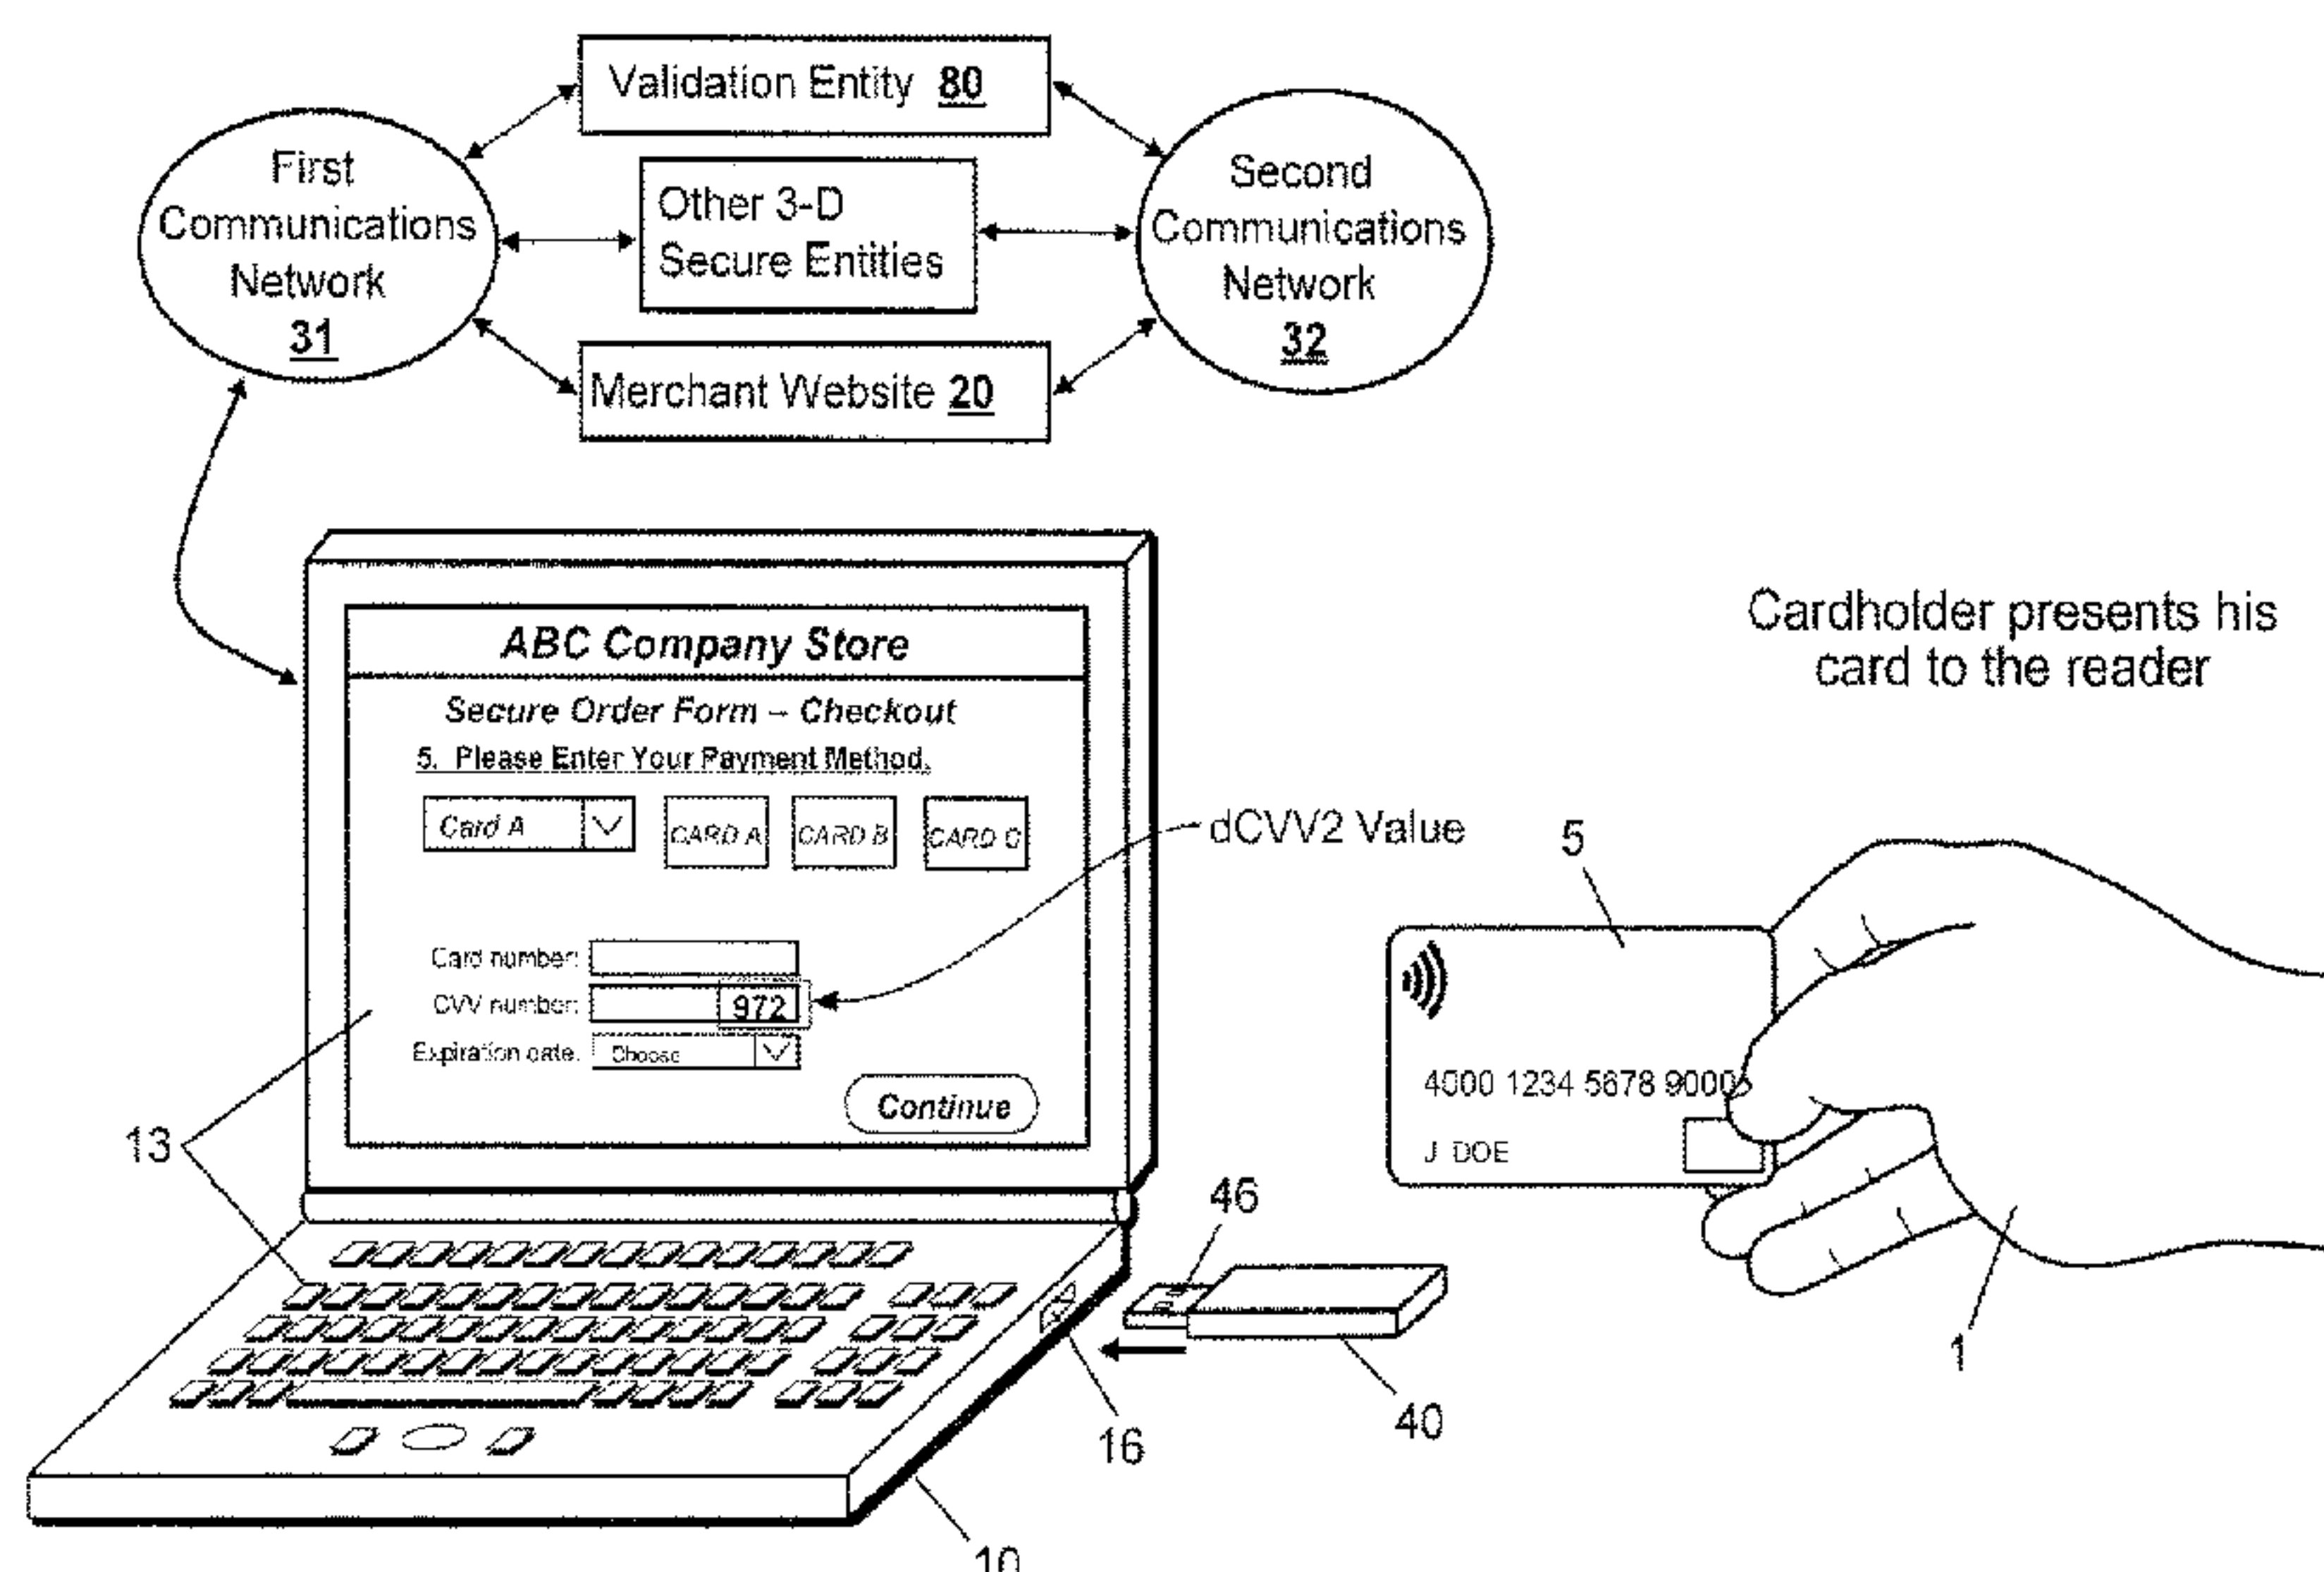 Validation Entity 80
First
Communications
Network
31
Other 3-D
Secure Entities
Second
Communications
Network
32
Merchant Website 20
ABC Company Store
Secure Order Form – Checkout
5. Please Enter Your Payment Method.
Card A
CARD A
CARD B
CARD C
dCVV2 Value
Card number:
CVV number:
972
Expiration date:
Choose
Continue
13
Cardholder presents his
card to the reader
5
4000 1234 5678 9000
J DOE
46
1
40
16
10